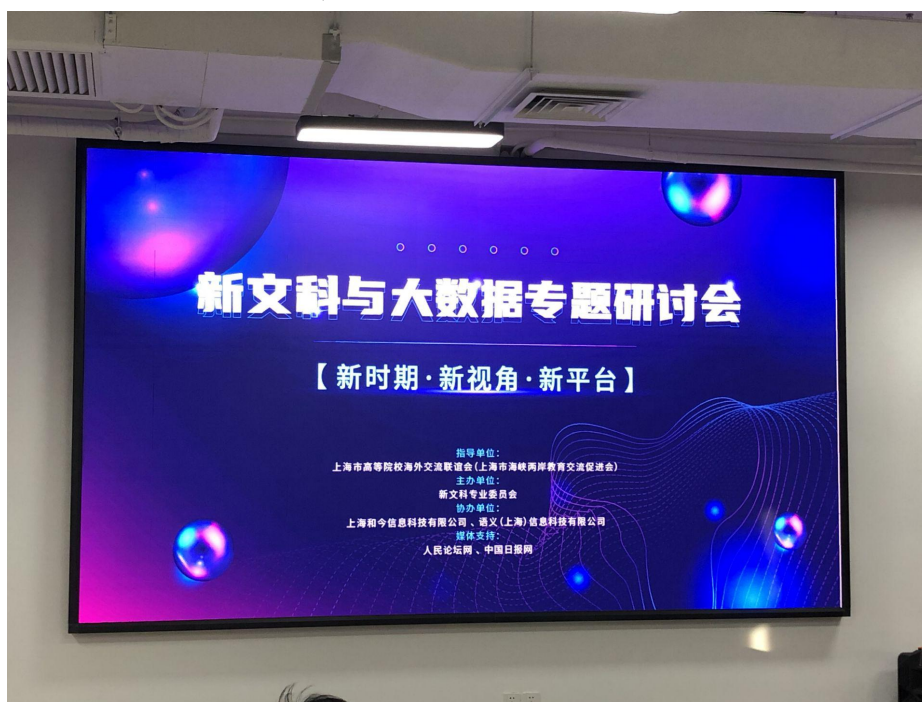 新文科与大数据专题研讨会
【新时期·新视角·新平台】
指导单位：
上海市高等院校海外交流联谊会（上海市海峡两岸教育交流促进会）
主办单位：
新文科专业委员会
协办单位：
上海和今信息科技有限公司、语义（上海）信息科技有限公司
媒体支持：
人民论坛网、中国日报网